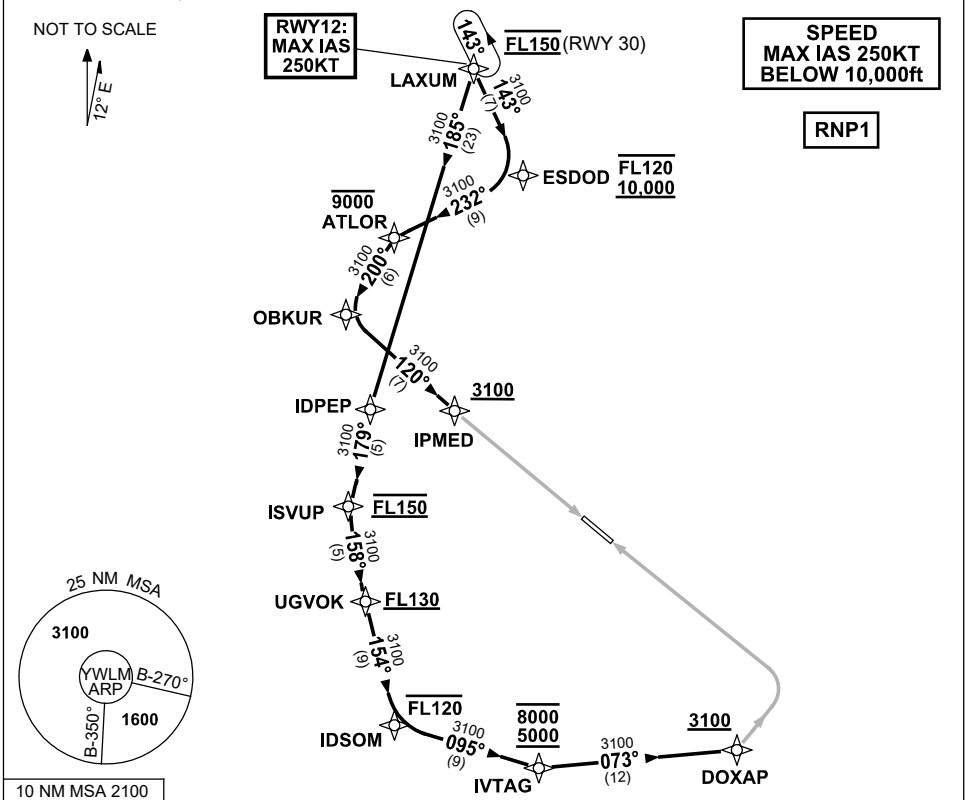 NOT TO SCALE
12° E
RWY12:
MAX IAS
250KT
143°
FL150 (RWY 30)
SPEED
MAX IAS 250KT
BELOW 10,000ft
RNP1
LAXUM
3100
143°
(7)
3100
185°
(23)
ESDOD
FL120
10,000
3100
232°
(9)
9000
ATLOR
3100
200°
(6)
OBKUR
3100
120°
(7)
3100
IPMED
IDPEP
3100
179°
(5)
ISVUP
FL150
3100
158°
(5)
UGVOK
FL130
3100
154°
(9)
FL120
IDSOM
3100
095°
(9)
8000
5000
IVTAG
3100
073°
(12)
3100
DOXAP
25 NM MSA
3100
YWLM
ARP
B-270°
B-350°
1600
10 NM MSA 2100